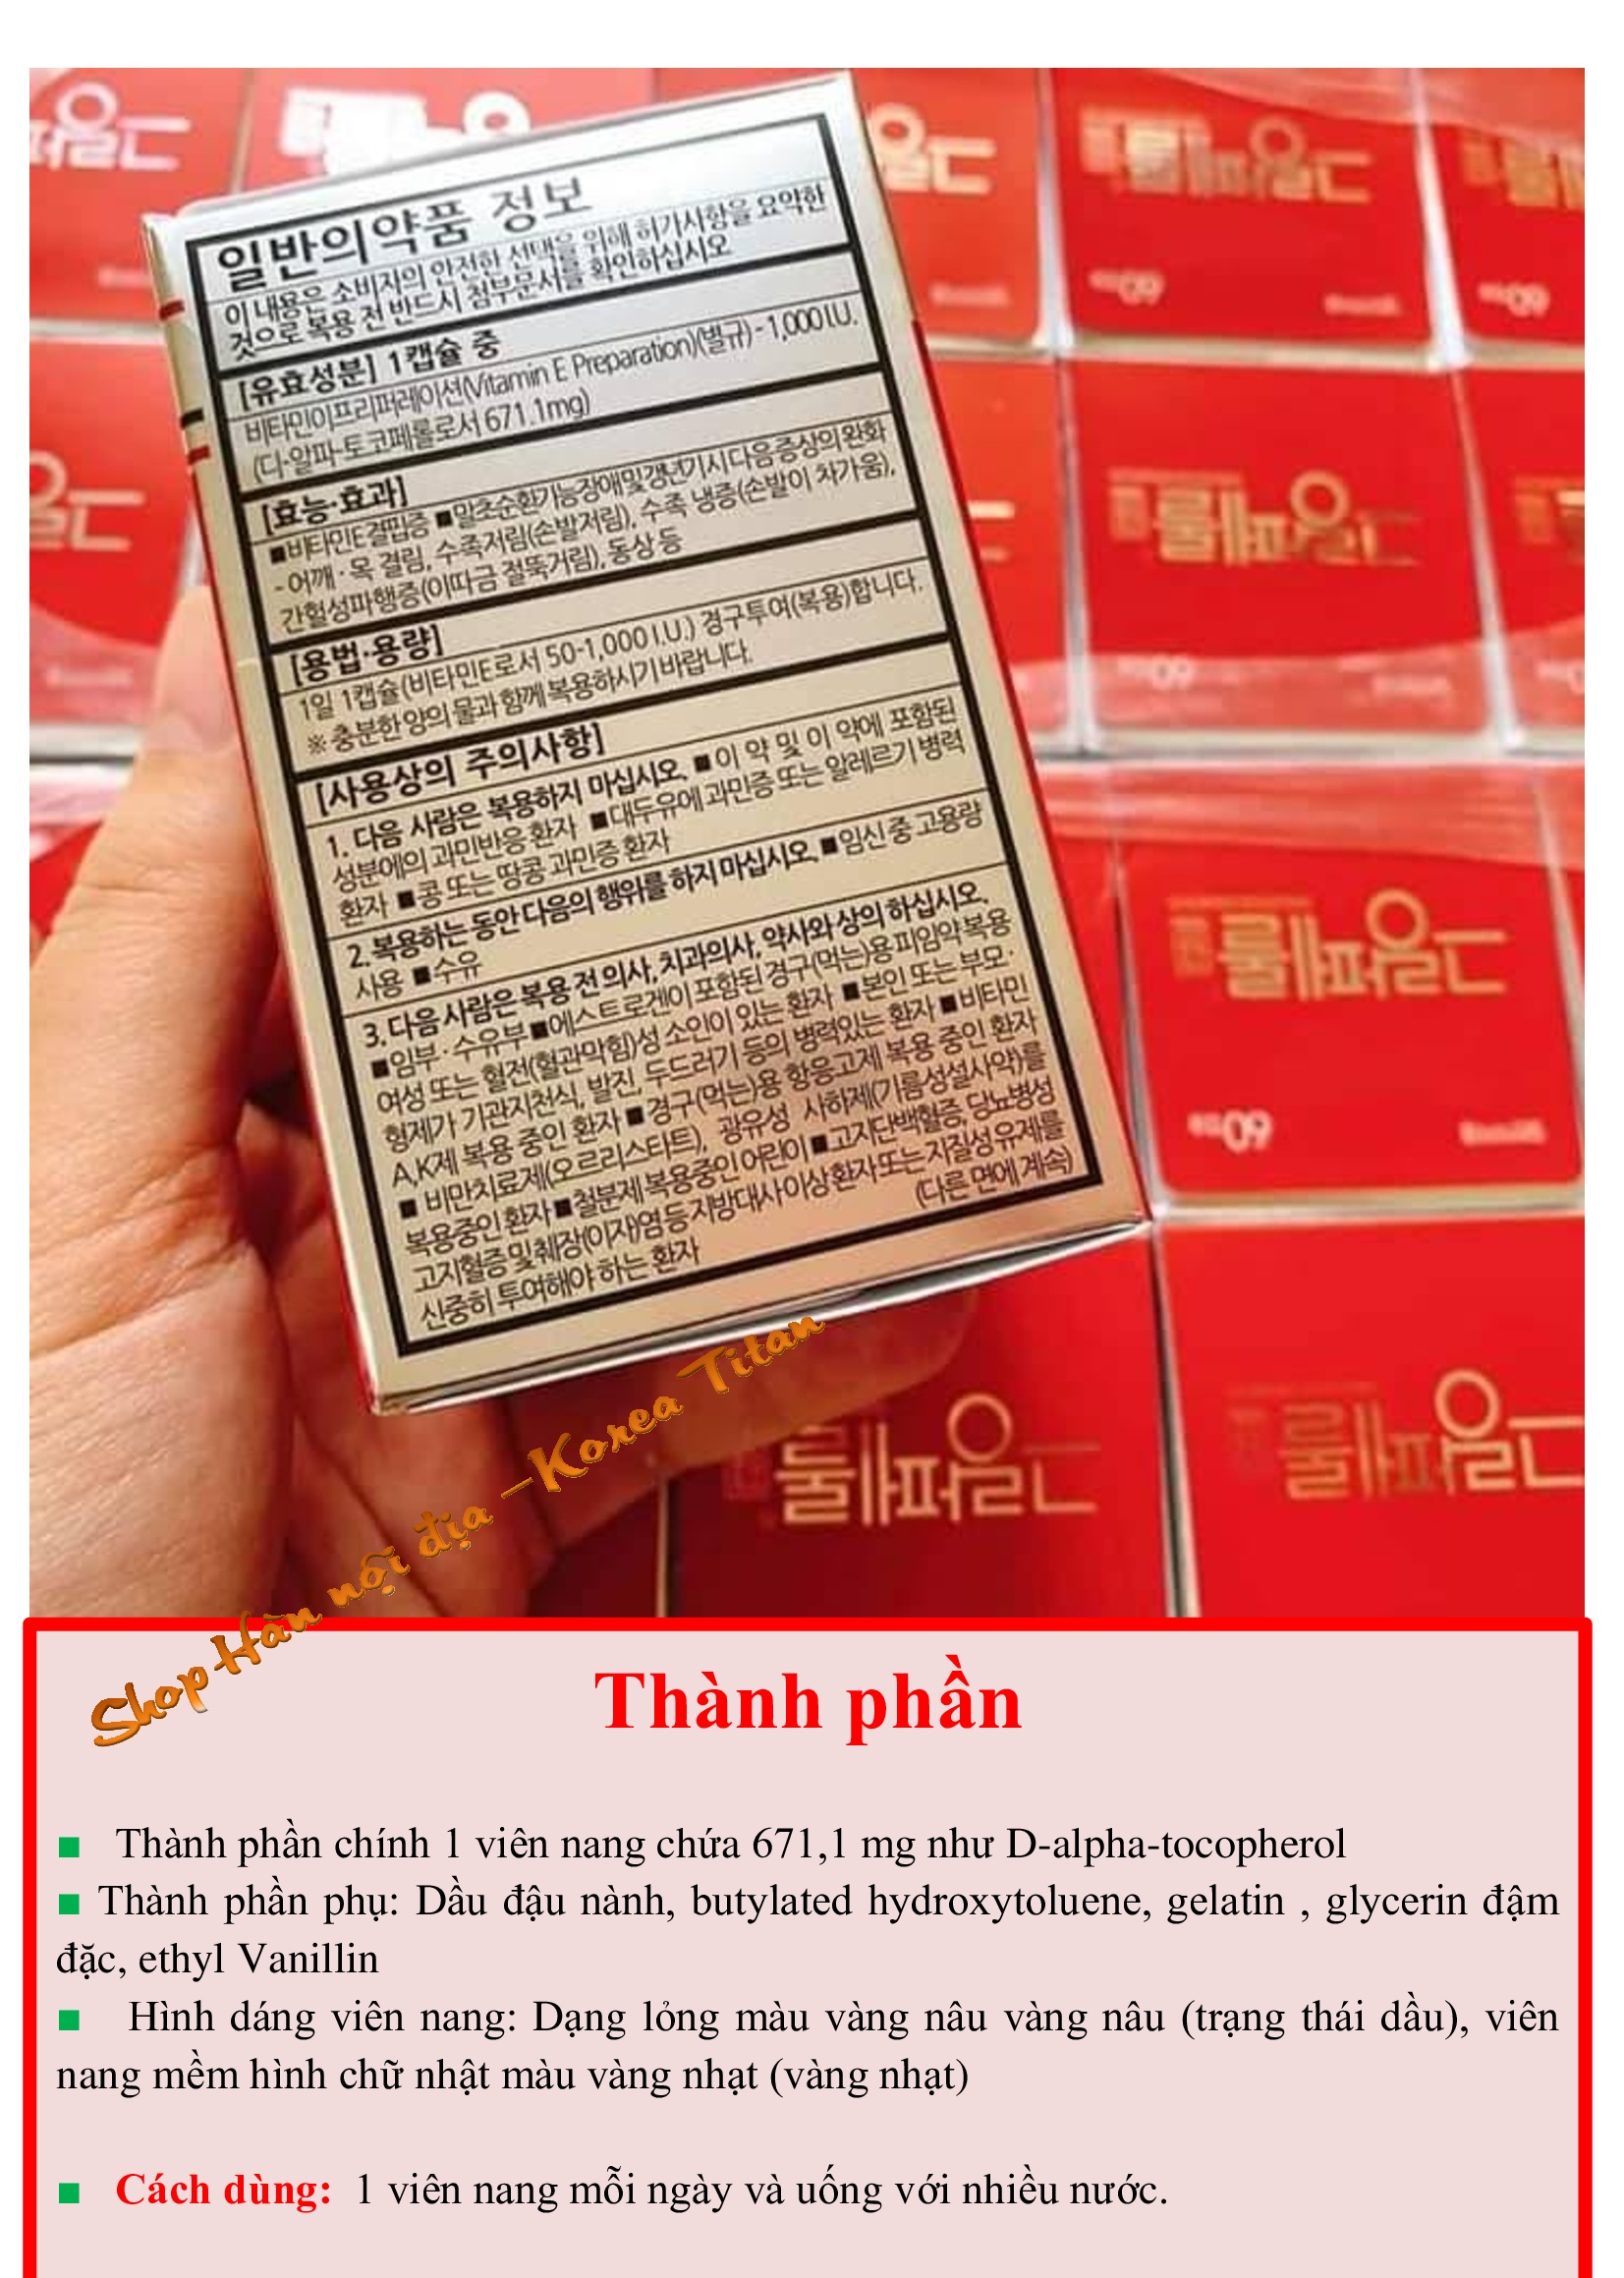 일반의약품 정보
이 내용은 소비자의 안전한 선택을 위해 허가사항을 요약한
것으로 복용 전 반드시 첨부문서를 확인하십시오
[유효성분] 1캡슐 중
비타민이프리퍼레이션(Vitamin E Preparation)(별규) - 1,000 I.U.
(디-알파-토코페롤로서 671.1mg)
[효능·효과]
■비타민E결핍증 ■말초순환기능장애및갱년기시다음증상의완화
- 어깨·목 결림, 수족저림(손발저림), 수족 냉증(손발이 차가움),
간헐성파행증(이따금 절뚝거림), 동상 등
[용법·용량]
1일 1캡슐(비타민E로서 50-1,000 I.U.) 경구투여(복용)합니다.
※ 충분한양의 물과 함께 복용하시기 바랍니다.
[사용상의 주의사항]
1. 다음 사람은 복용하지 마십시오. ■이 약 및 이 약에 포함된
성분에의 과민반응 환자 ■대두유에 과민증 또는 알레르기 병력
환자 ■콩 또는 땅콩 과민증 환자
2. 복용하는 동안 다음의 행위를 하지 마십시오. ■임신 중 고용량
사용 ■수유
3. 다음 사람은 복용 전 의사, 치과의사, 약사와 상의 하십시오.
■임부·수유부 ■에스트로겐이 포함된 경구(먹는)용 피임약 복용
여성 또는 혈전(혈관막힘)성 소인이 있는 환자 ■본인 또는 부모·
형제가 기관지천식, 발진, 두드러기 등의 병력있는 환자 ■비타민
A,K제 복용 중인 환자 ■경구(먹는)용 항응고제 복용 중인 환자
■ 비만치료제(오르리스타트), 광유성 사하제(기름성설사약)를
복용중인 환자 ■철분제 복용중인 어린이 ■고지단백혈증, 당뇨병성
고지혈증 및 췌장(이자)염 등 지방대사 이상 환자 또는 지질성 유제를
신중히 투여해야 하는 환자
(다른 면에 계속)
Shop Hàn nội địa – Korea Titan
Thành phần
■ Thành phần chính 1 viên nang chứa 671,1 mg như D-alpha-tocopherol
■ Thành phần phụ: Dầu đậu nành, butylated hydroxytoluene, gelatin , glycerin đậm
đặc, ethyl Vanillin
■ Hình dáng viên nang: Dạng lỏng màu vàng nâu vàng nâu (trạng thái dầu), viên
nang mềm hình chữ nhật màu vàng nhạt (vàng nhạt)
■ Cách dùng: 1 viên nang mỗi ngày và uống với nhiều nước.